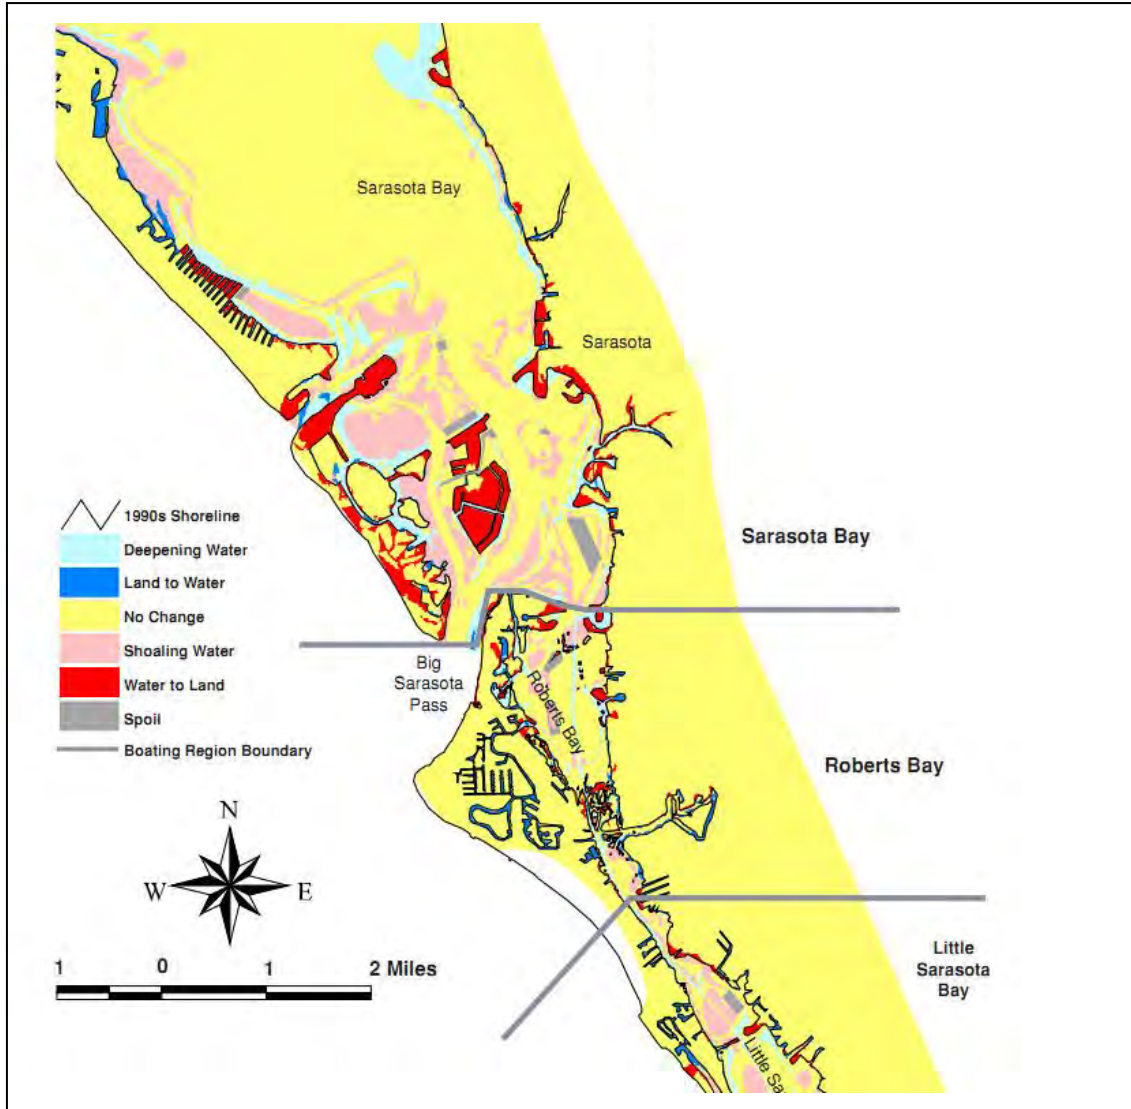 Sarasota Bay
Sarasota
1990s Shoreline
Deepening Water
Land to Water
No Change
Shoaling Water
Water to Land
Spoil
Boating Region Boundary
Sarasota Bay
Big
Sarasota
Pass
Roberts Bay
Roberts Bay
N
W
E
S
1 0 1 2 Miles
Little
Sarasota
Bay
Little Sa